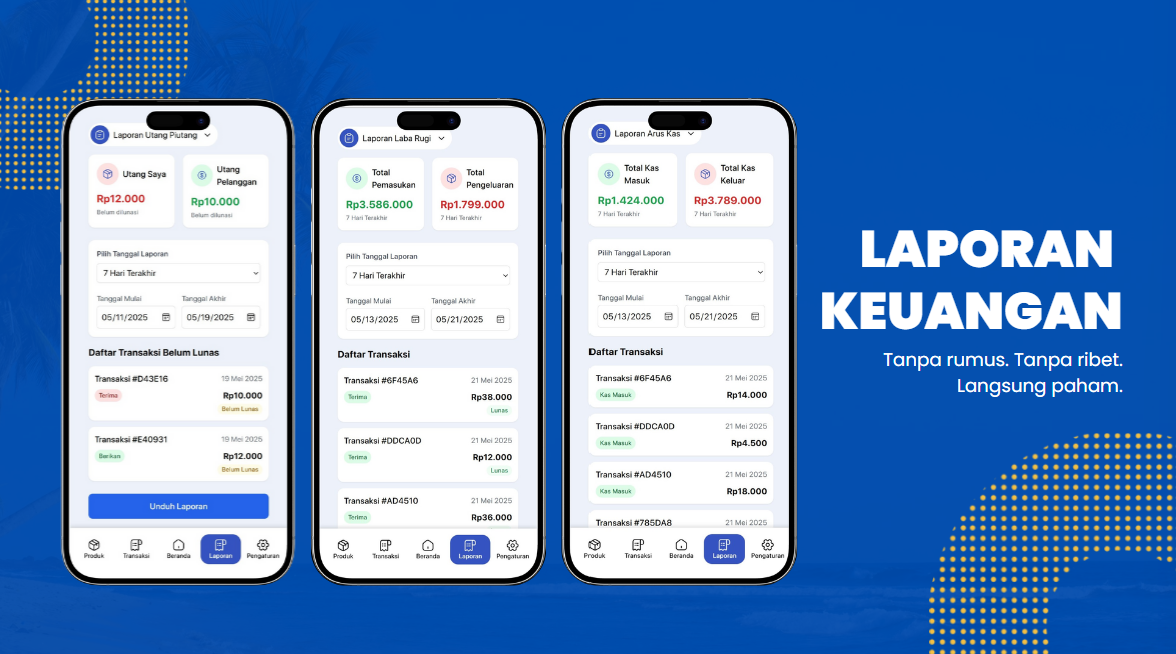 Laporan Utang Piutang
Utang Saya
Rp12.000
Belum dilunasi
Utang
Pelanggan
Rp10.000
Belum dilunasi
Pilih Tanggal Laporan
7 Hari Terakhir
Tanggal Mulai
Tanggal Akhir
05/11/2025
05/19/2025
Daftar Transaksi Belum Lunas
Transaksi #D43E16
19 Mei 2025
Terima
Rp10.000
Belum Lunas
Transaksi #E40931
19 Mei 2025
Berikan
Rp12.000
Belum Lunas
Unduh Laporan
Produk
Transaksi
Beranda
Laporan
Pengaturan
Laporan Laba Rugi
Total
Pemasukan
Rp3.586.000
7 Hari Terakhir
Total
Pengeluaran
Rp1.799.000
7 Hari Terakhir
Pilih Tanggal Laporan
7 Hari Terakhir
Tanggal Mulai
Tanggal Akhir
05/13/2025
05/21/2025
Daftar Transaksi
Transaksi #6F45A6
21 Mei 2025
Terima
Rp38.000
Lunas
Transaksi #DDCA0D
21 Mei 2025
Terima
Rp12.000
Lunas
Transaksi #AD4510
21 Mei 2025
Terima
Rp36.000
Produk
Transaksi
Beranda
Laporan
Pengaturan
Laporan Arus Kas
Total Kas
Masuk
Rp1.424.000
7 Hari Terakhir
Total Kas
Keluar
Rp3.789.000
7 Hari Terakhir
Pilih Tanggal Laporan
7 Hari Terakhir
Tanggal Mulai
Tanggal Akhir
05/13/2025
05/21/2025
Daftar Transaksi
Transaksi #6F45A6
21 Mei 2025
Kas Masuk
Rp14.000
Transaksi #DDCA0D
21 Mei 2025
Kas Masuk
Rp4.500
Transaksi #AD4510
21 Mei 2025
Kas Masuk
Rp18.000
Transaksi #785DA8
21 Mei 2025
Produk
Transaksi
Beranda
Laporan
Pengaturan
LAPORAN
KEUANGAN
Tanpa rumus. Tanpa ribet.
Langsung paham.